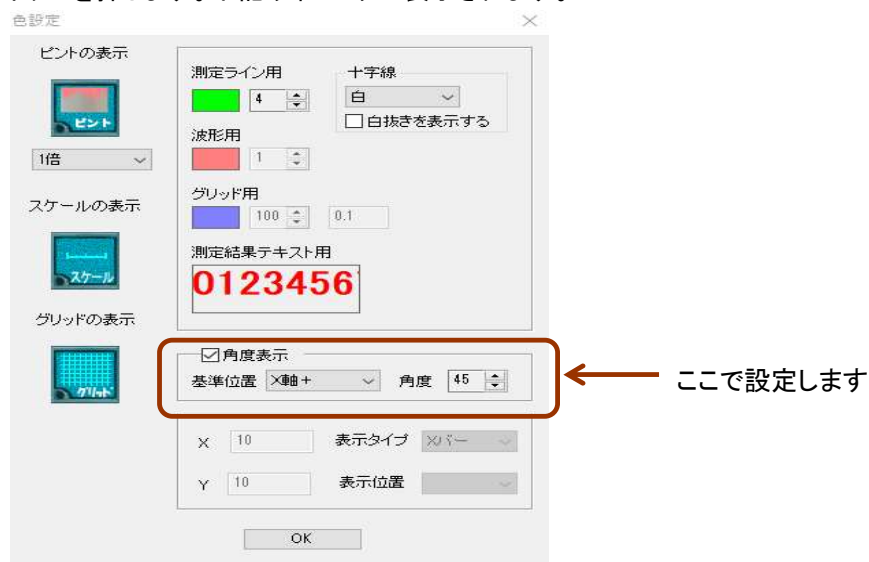 色設定
ピントの表示
ピント
1倍
スケールの表示
スケール
グリッドの表示
グリッド
測定ライン用
4
十字線
白
白抜きを表示する
波形用
1
グリッド用
100
0.1
測定結果テキスト用
0123456
角度表示
基準位置 X軸+
角度 45
ここで設定します
X 10
表示タイプ Xバー
Y 10
表示位置
OK